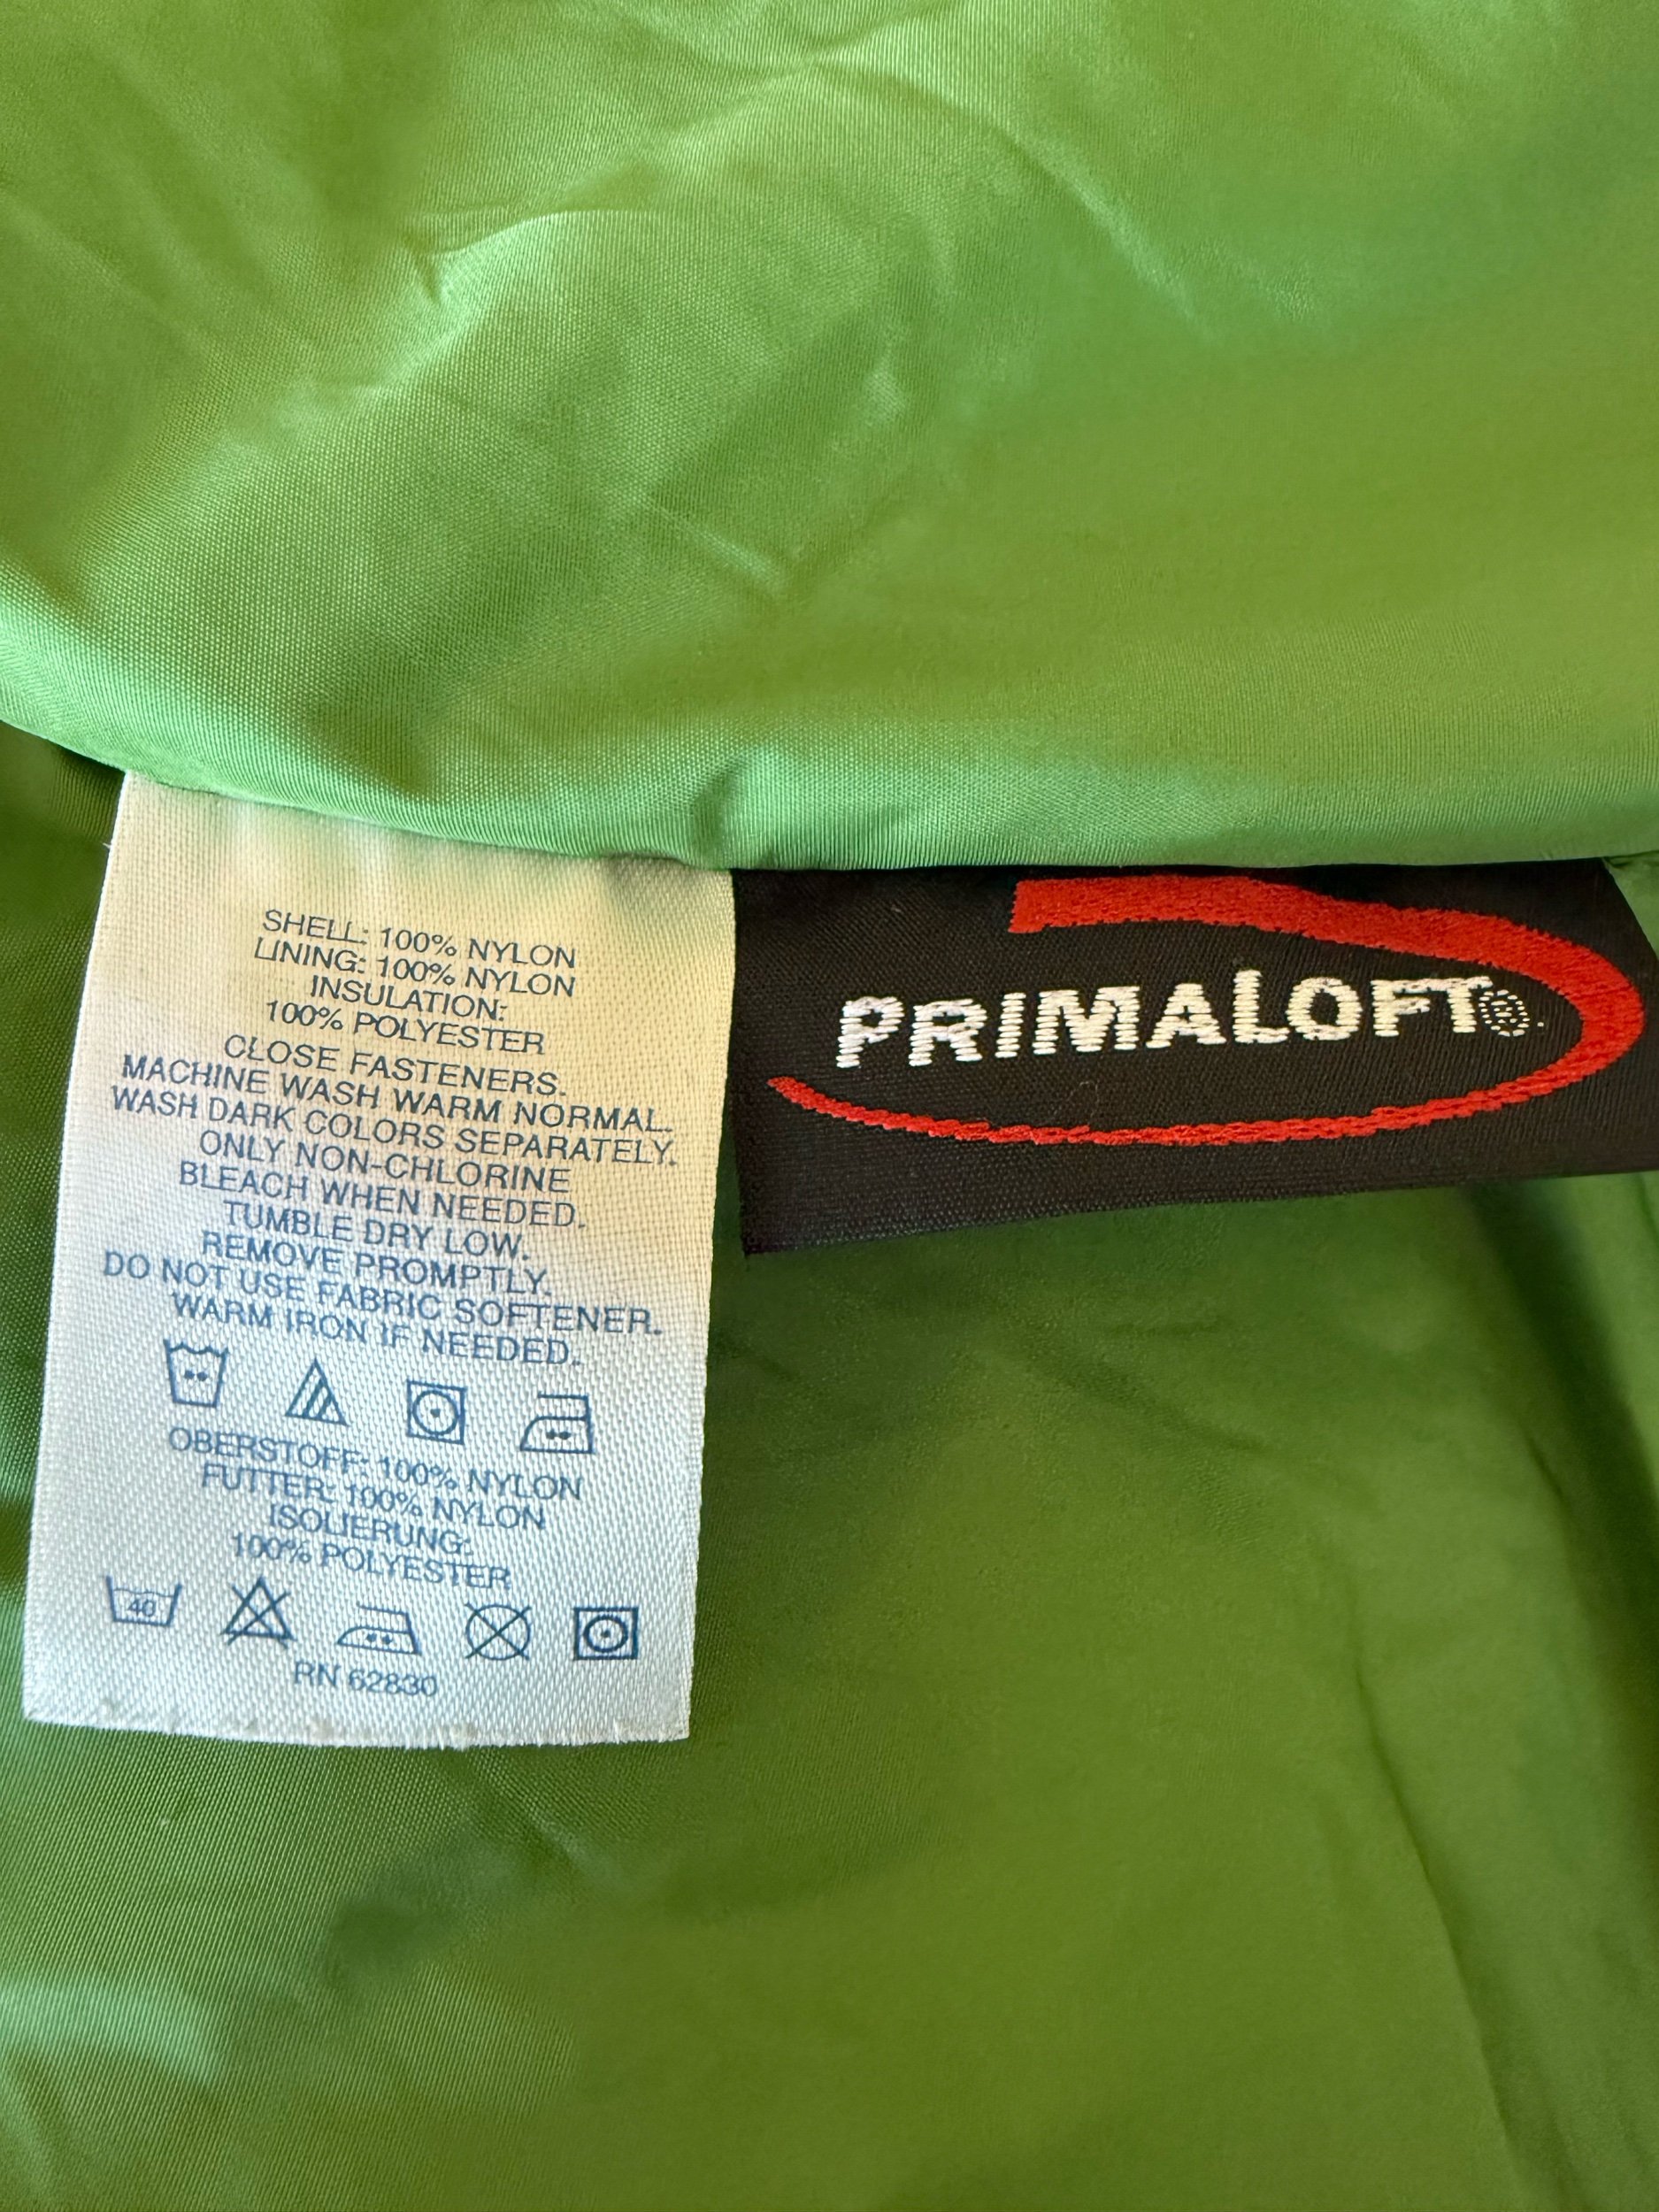 SHELL: 100% NYLON
LINING: 100% NYLON
INSULATION:
100% POLYESTER
CLOSE FASTENERS.
MACHINE WASH WARM NORMAL.
WASH DARK COLORS SEPARATELY.
ONLY NON-CHLORINE
BLEACH WHEN NEEDED.
TUMBLE DRY LOW.
REMOVE PROMPTLY.
DO NOT USE FABRIC SOFTENER.
WARM IRON IF NEEDED.
OBERSTOFF: 100% NYLON
FUTTER: 100% NYLON
ISOLIERUNG:
100% POLYESTER
40
RN 62830
PRIMALOFT®